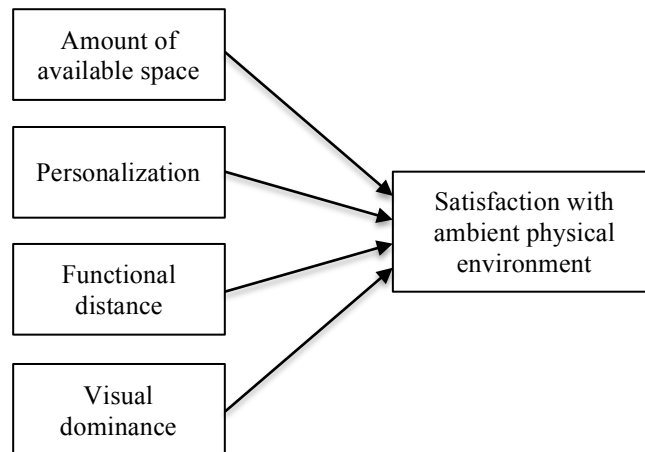 Amount of
available space
Personalization
Satisfaction with
ambient physical
environment
Functional
distance
Visual
dominance